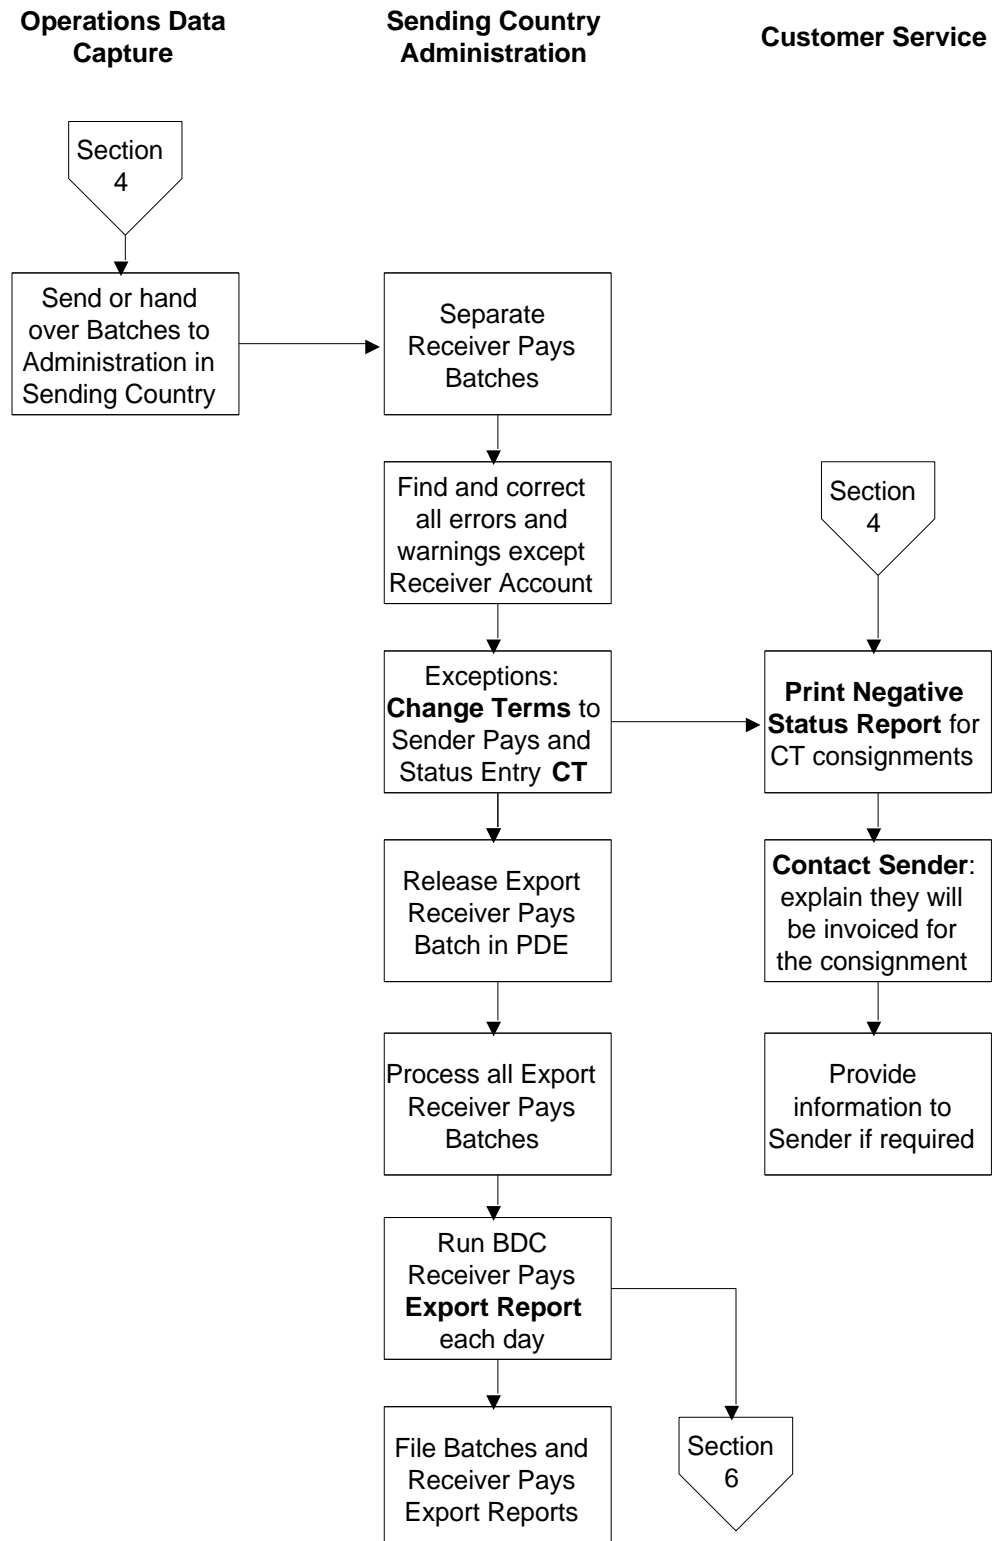 Operations Data
Capture
Sending Country
Administration
Customer Service
Section
4
Send or hand
over Batches to
Administration in
Sending Country
Separate
Receiver Pays
Batches
Find and correct
all errors and
warnings except
Receiver Account
Section
4
Exceptions:
Change Terms to
Sender Pays and
Status Entry CT
Print Negative
Status Report for
CT consignments
Release Export
Receiver Pays
Batch in PDE
Contact Sender:
explain they will
be invoiced for
the consignment
Process all Export
Receiver Pays
Batches
Provide
information to
Sender if required
Run BDC
Receiver Pays
Export Report
each day
File Batches and
Receiver Pays
Export Reports
Section
6